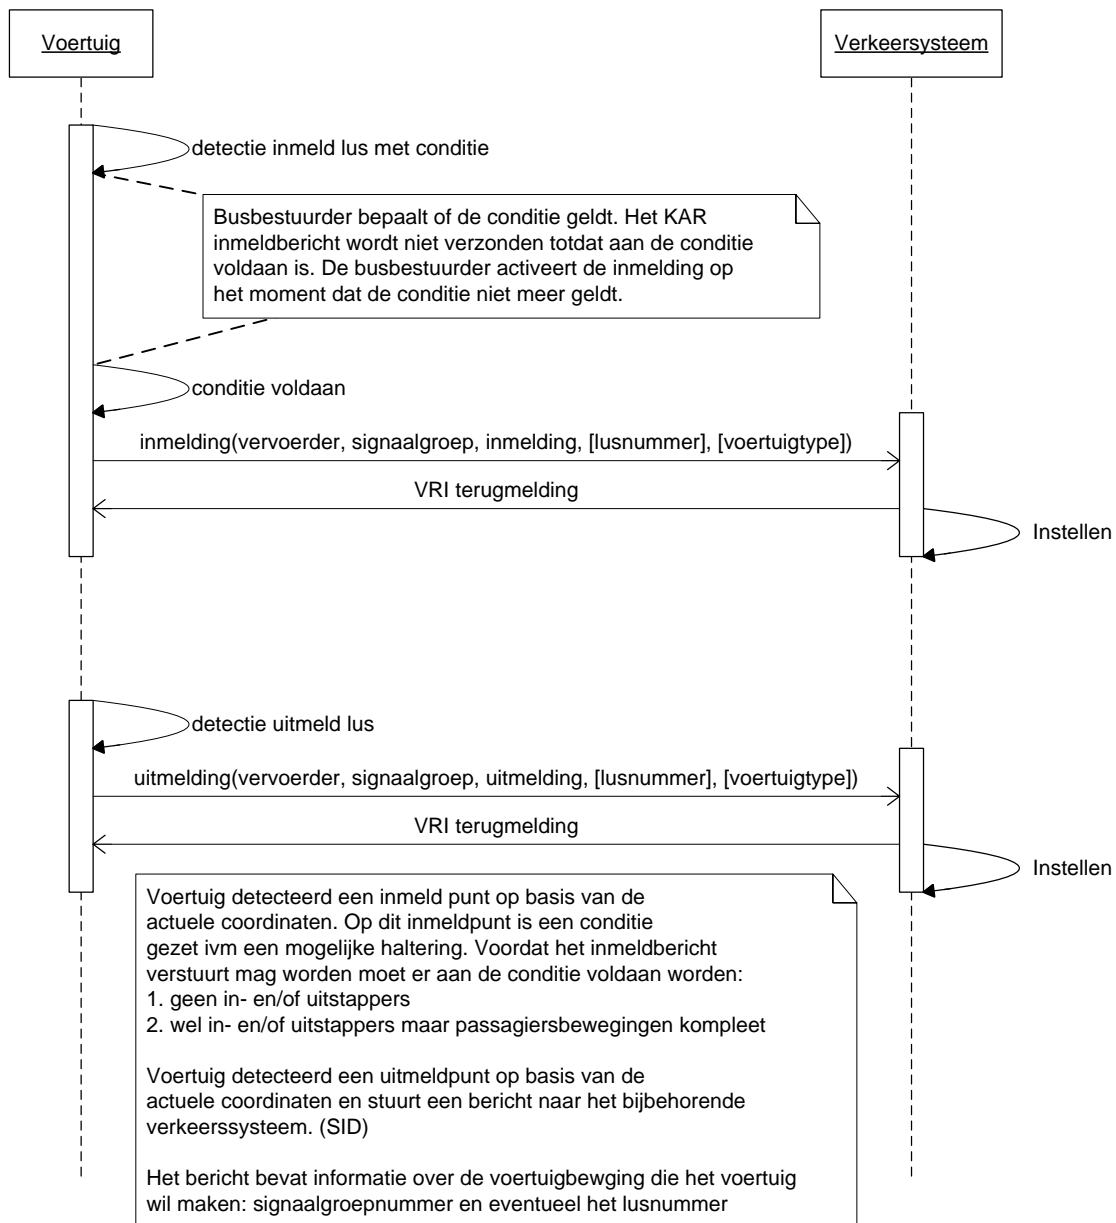 Voertuig
Verkeersysteem
detectie inmeld lus met conditie
Busbestuurder bepaalt of de conditie geldt. Het KAR
inmeldbericht wordt niet verzonden totdat aan de conditie
voldaan is. De busbestuurder activeert de inmelding op
het moment dat de conditie niet meer geldt.
conditie voldaan
inmelding(vervoerder, signaalgroep, inmelding, [lusnummer], [voertuigtype])
VRI terugmelding
Instellen
detectie uitmeld lus
uitmelding(vervoerder, signaalgroep, uitmelding, [lusnummer], [voertuigtype])
VRI terugmelding
Instellen
Voertuig detecteerd een inmeld punt op basis van de
actuele coordinaten. Op dit inmeldpunt is een conditie
gezet ivm een mogelijke haltering. Voordat het inmeldbericht
verstuurt mag worden moet er aan de conditie voldaan worden:
1. geen in- en/of uitstappers
2. wel in- en/of uitstappers maar passagiersbewegingen kompleet
Voertuig detecteerd een uitmeldpunt op basis van de
actuele coordinaten en stuurt een bericht naar het bijbehorende
verkeerssysteem. (SID)
Het bericht bevat informatie over de voertuigbewging die het voertuig
wil maken: signaalgroepnummer en eventueel het lusnummer